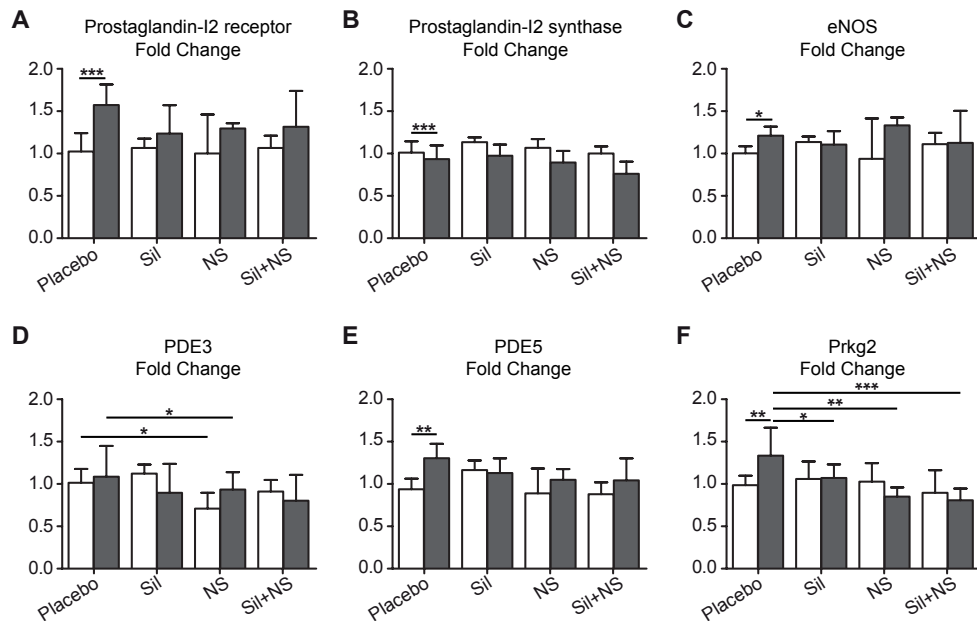 A
Prostaglandin-I2 receptor
Fold Change
2.0
1.5
1.0
0.5
0.0
***
Placebo
Sil
NS
Sil+NS
B
Prostaglandin-I2 synthase
Fold Change
2.0
1.5
1.0
0.5
0.0
***
Placebo
Sil
NS
Sil+NS
C
eNOS
Fold Change
2.0
1.5
1.0
0.5
0.0
*
Placebo
Sil
NS
Sil+NS
D
PDE3
Fold Change
2.0
1.5
1.0
0.5
0.0
*
*
Placebo
Sil
NS
Sil+NS
E
PDE5
Fold Change
2.0
1.5
1.0
0.5
0.0
**
Placebo
Sil
NS
Sil+NS
F
Prkg2
Fold Change
2.0
1.5
1.0
0.5
0.0
***
**
**
*
Placebo
Sil
NS
Sil+NS